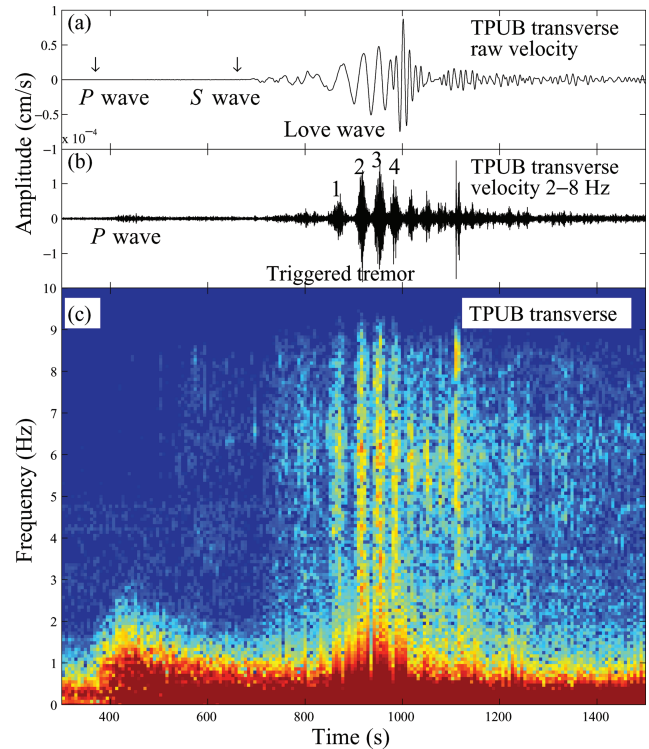 (a)
TPUB transverse
raw velocity
P wave
S wave
Love wave
1
0.5
0
−0.5
−1
x 10⁻⁴
(b)
TPUB transverse
velocity 2−8 Hz
1
2
3
4
P wave
Triggered tremor
1
0
−1
Amplitude (cm/s)
(c)
TPUB transverse
10
9
8
7
6
5
4
3
2
1
0
Frequency (Hz)
400
600
800
1000
1200
1400
Time (s)